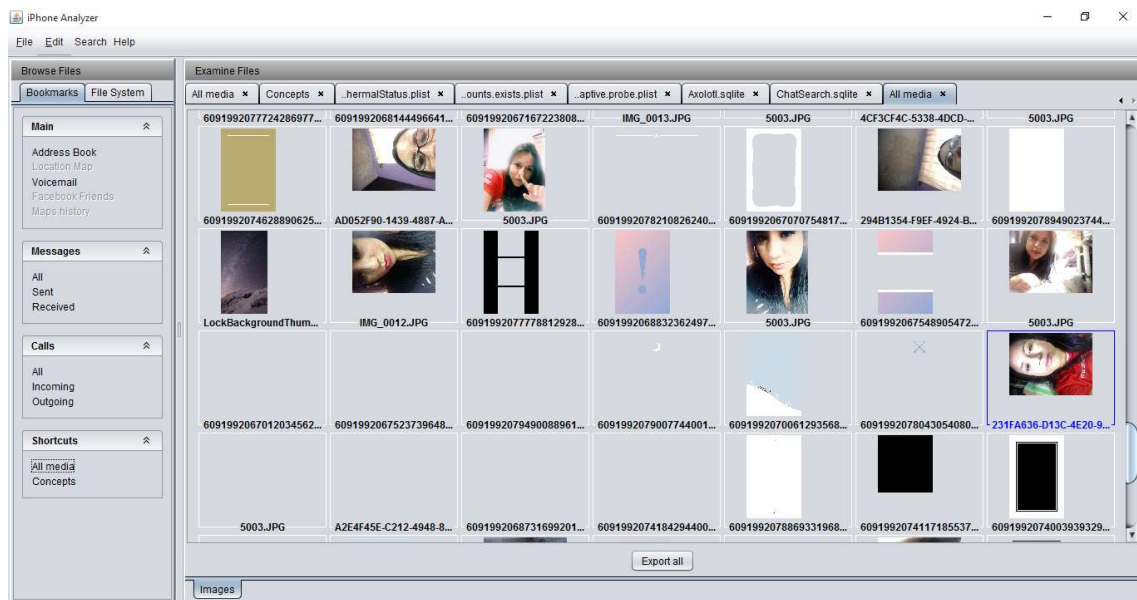 iPhone Analyzer
File Edit Search Help
Browse Files
Bookmarks File System
Main
Address Book
Location Map
Voicemail
Facebook Friends
Maps history
Messages
All
Sent
Received
Calls
All
Incoming
Outgoing
Shortcuts
All media
Concepts
Examine Files
All media Concepts ..hermalStatus.plist ..ounts.exists.plist ..aptive.probe.plist Axolotl.sqlite ChatSearch.sqlite All media
6091992077724286977... 6091992068144496641... 6091992067167223808... IMG_0013.JPG 5003.JPG 4CF3CF4C-5338-4DCD-... 5003.JPG
6091992074628890625... AD052F90-1439-4887-A... 5003.JPG 6091992078210826240... 6091992067070754817... 294B1354-F9EF-4924-B... 6091992078949023744...
LockBackgroundThum... IMG_0012.JPG 6091992077778812928... 6091992068832362497... 5003.JPG 6091992067548905472... 5003.JPG
6091992067012034562... 6091992067523739648... 6091992079490088961... 6091992079007744001... 6091992070061293568... 6091992078043054080... 231FA636-D13C-4E20-9...
5003.JPG A2E4F45E-C212-4948-8... 6091992068731699201... 6091992074184294400... 6091992078869331968... 6091992074117185537... 6091992074003939329...
Export all
Images